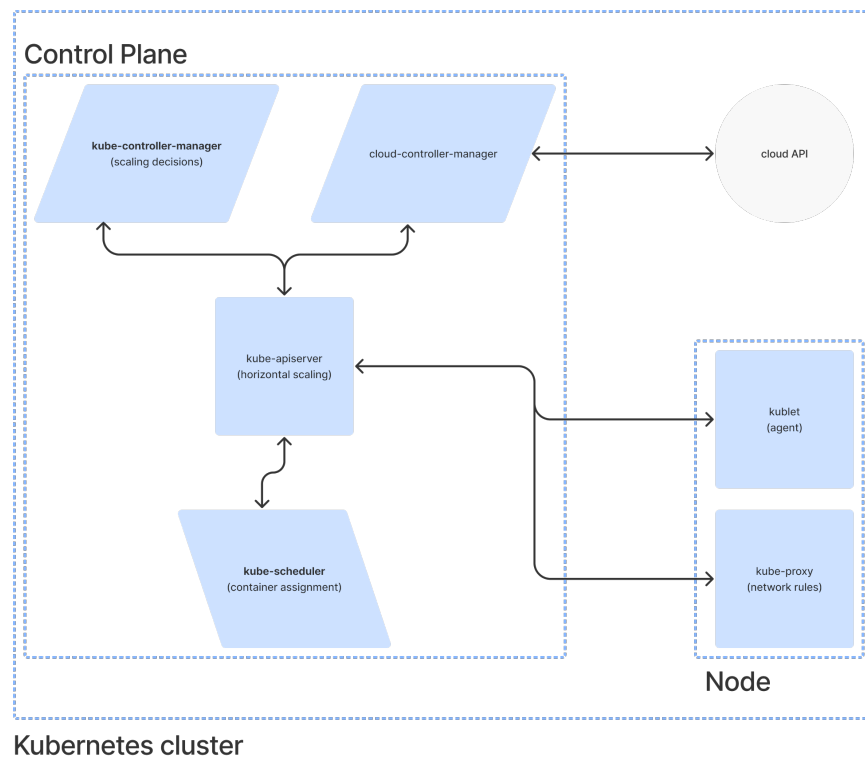 Control Plane
kube-controller-manager
(scaling decisions)
cloud-controller-manager
cloud API
kube-apiserver
(horizontal scaling)
kublet
(agent)
kube-scheduler
(container assignment)
kube-proxy
(network rules)
Node
Kubernetes cluster